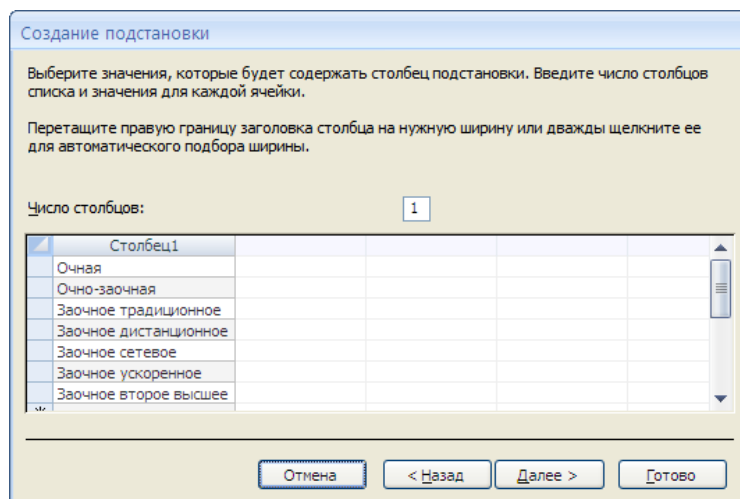 Создание подстановки
Выберите значения, которые будет содержать столбец подстановки. Введите число столбцов
списка и значения для каждой ячейки.
Перетащите правую границу заголовка столбца на нужную ширину или дважды щелкните ее
для автоматического подбора ширины.
Число столбцов: 1
Столбец1
Очная
Очно-заочная
Заочное традиционное
Заочное дистанционное
Заочное сетевое
Заочное ускоренное
Заочное второе высшее
Отмена < Назад Далее > Готово